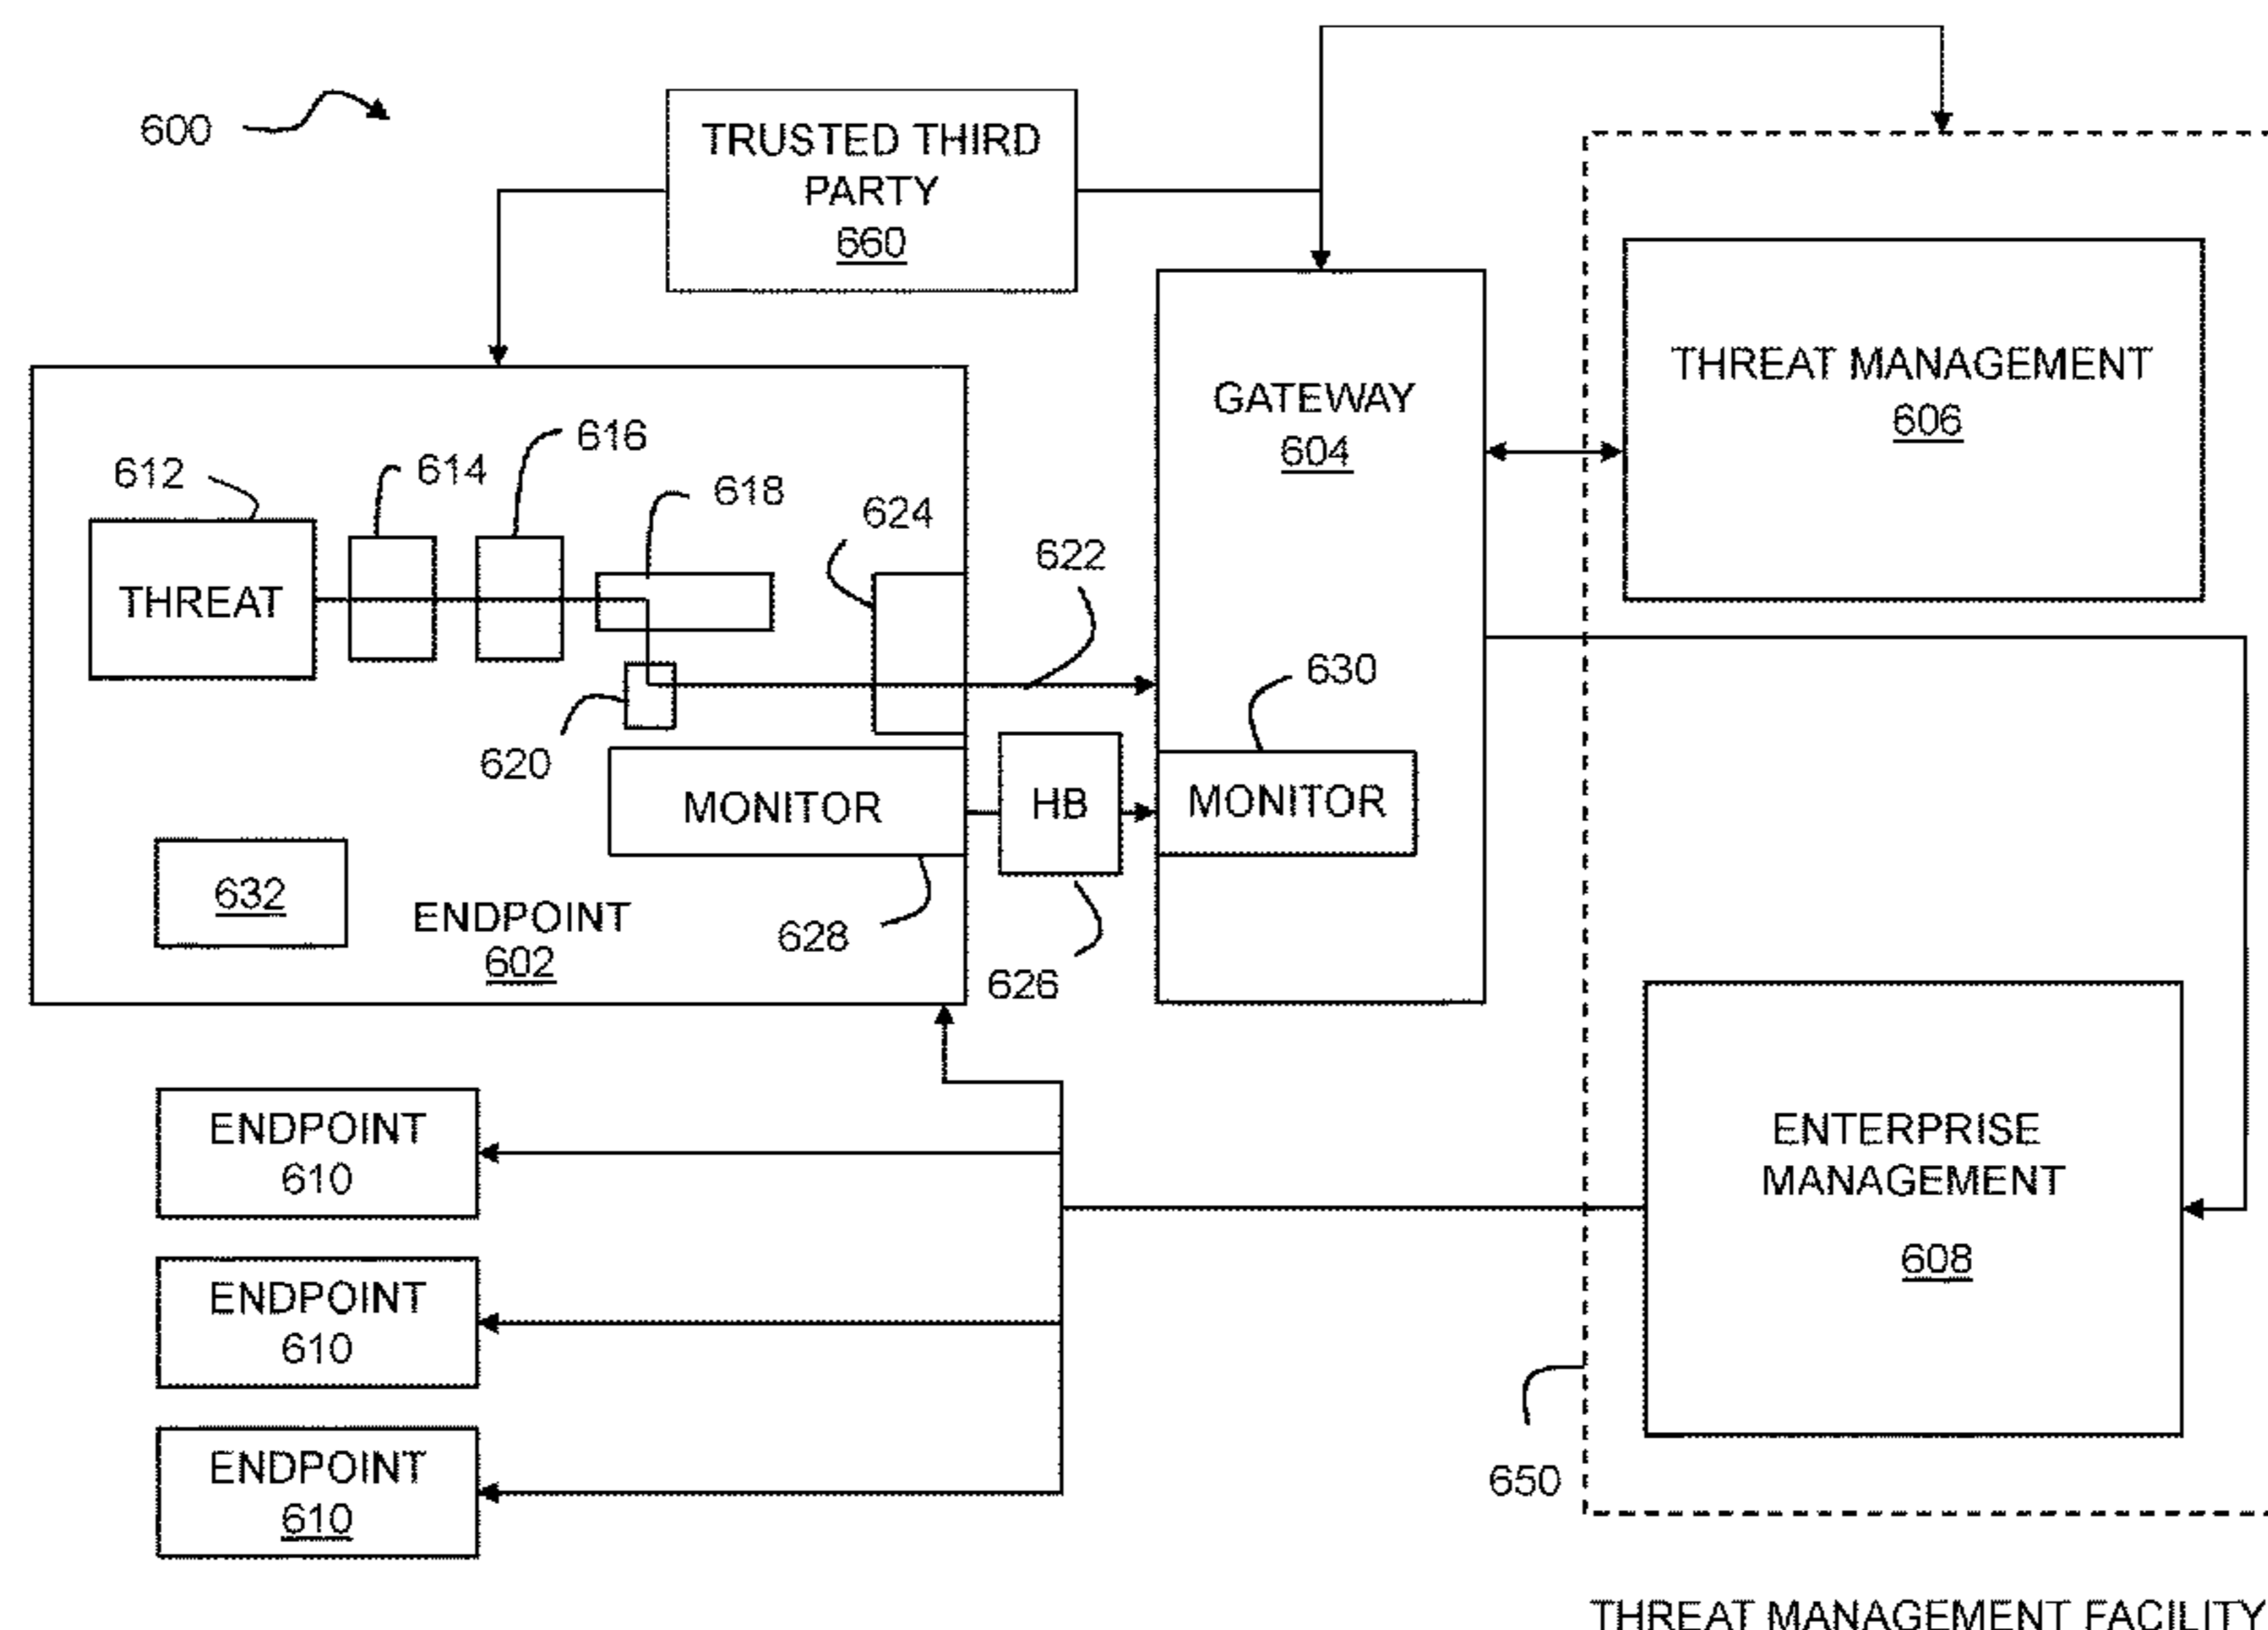 600
TRUSTED THIRD
PARTY
660
THREAT MANAGEMENT
606
GATEWAY
604
612
614
616
618
624
622
THREAT
620
630
MONITOR
HB
MONITOR
632
ENDPOINT
602
628
626
ENDPOINT
610
ENDPOINT
610
ENDPOINT
610
ENTERPRISE
MANAGEMENT
608
650
THREAT MANAGEMENT FACILITY